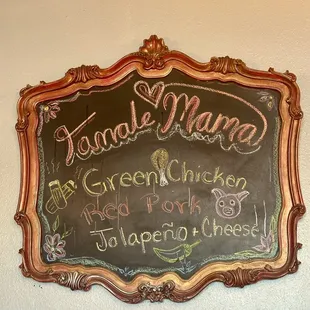 Tamale Mama
Green Chicken
Red Pork
Jalapeño + Cheese!